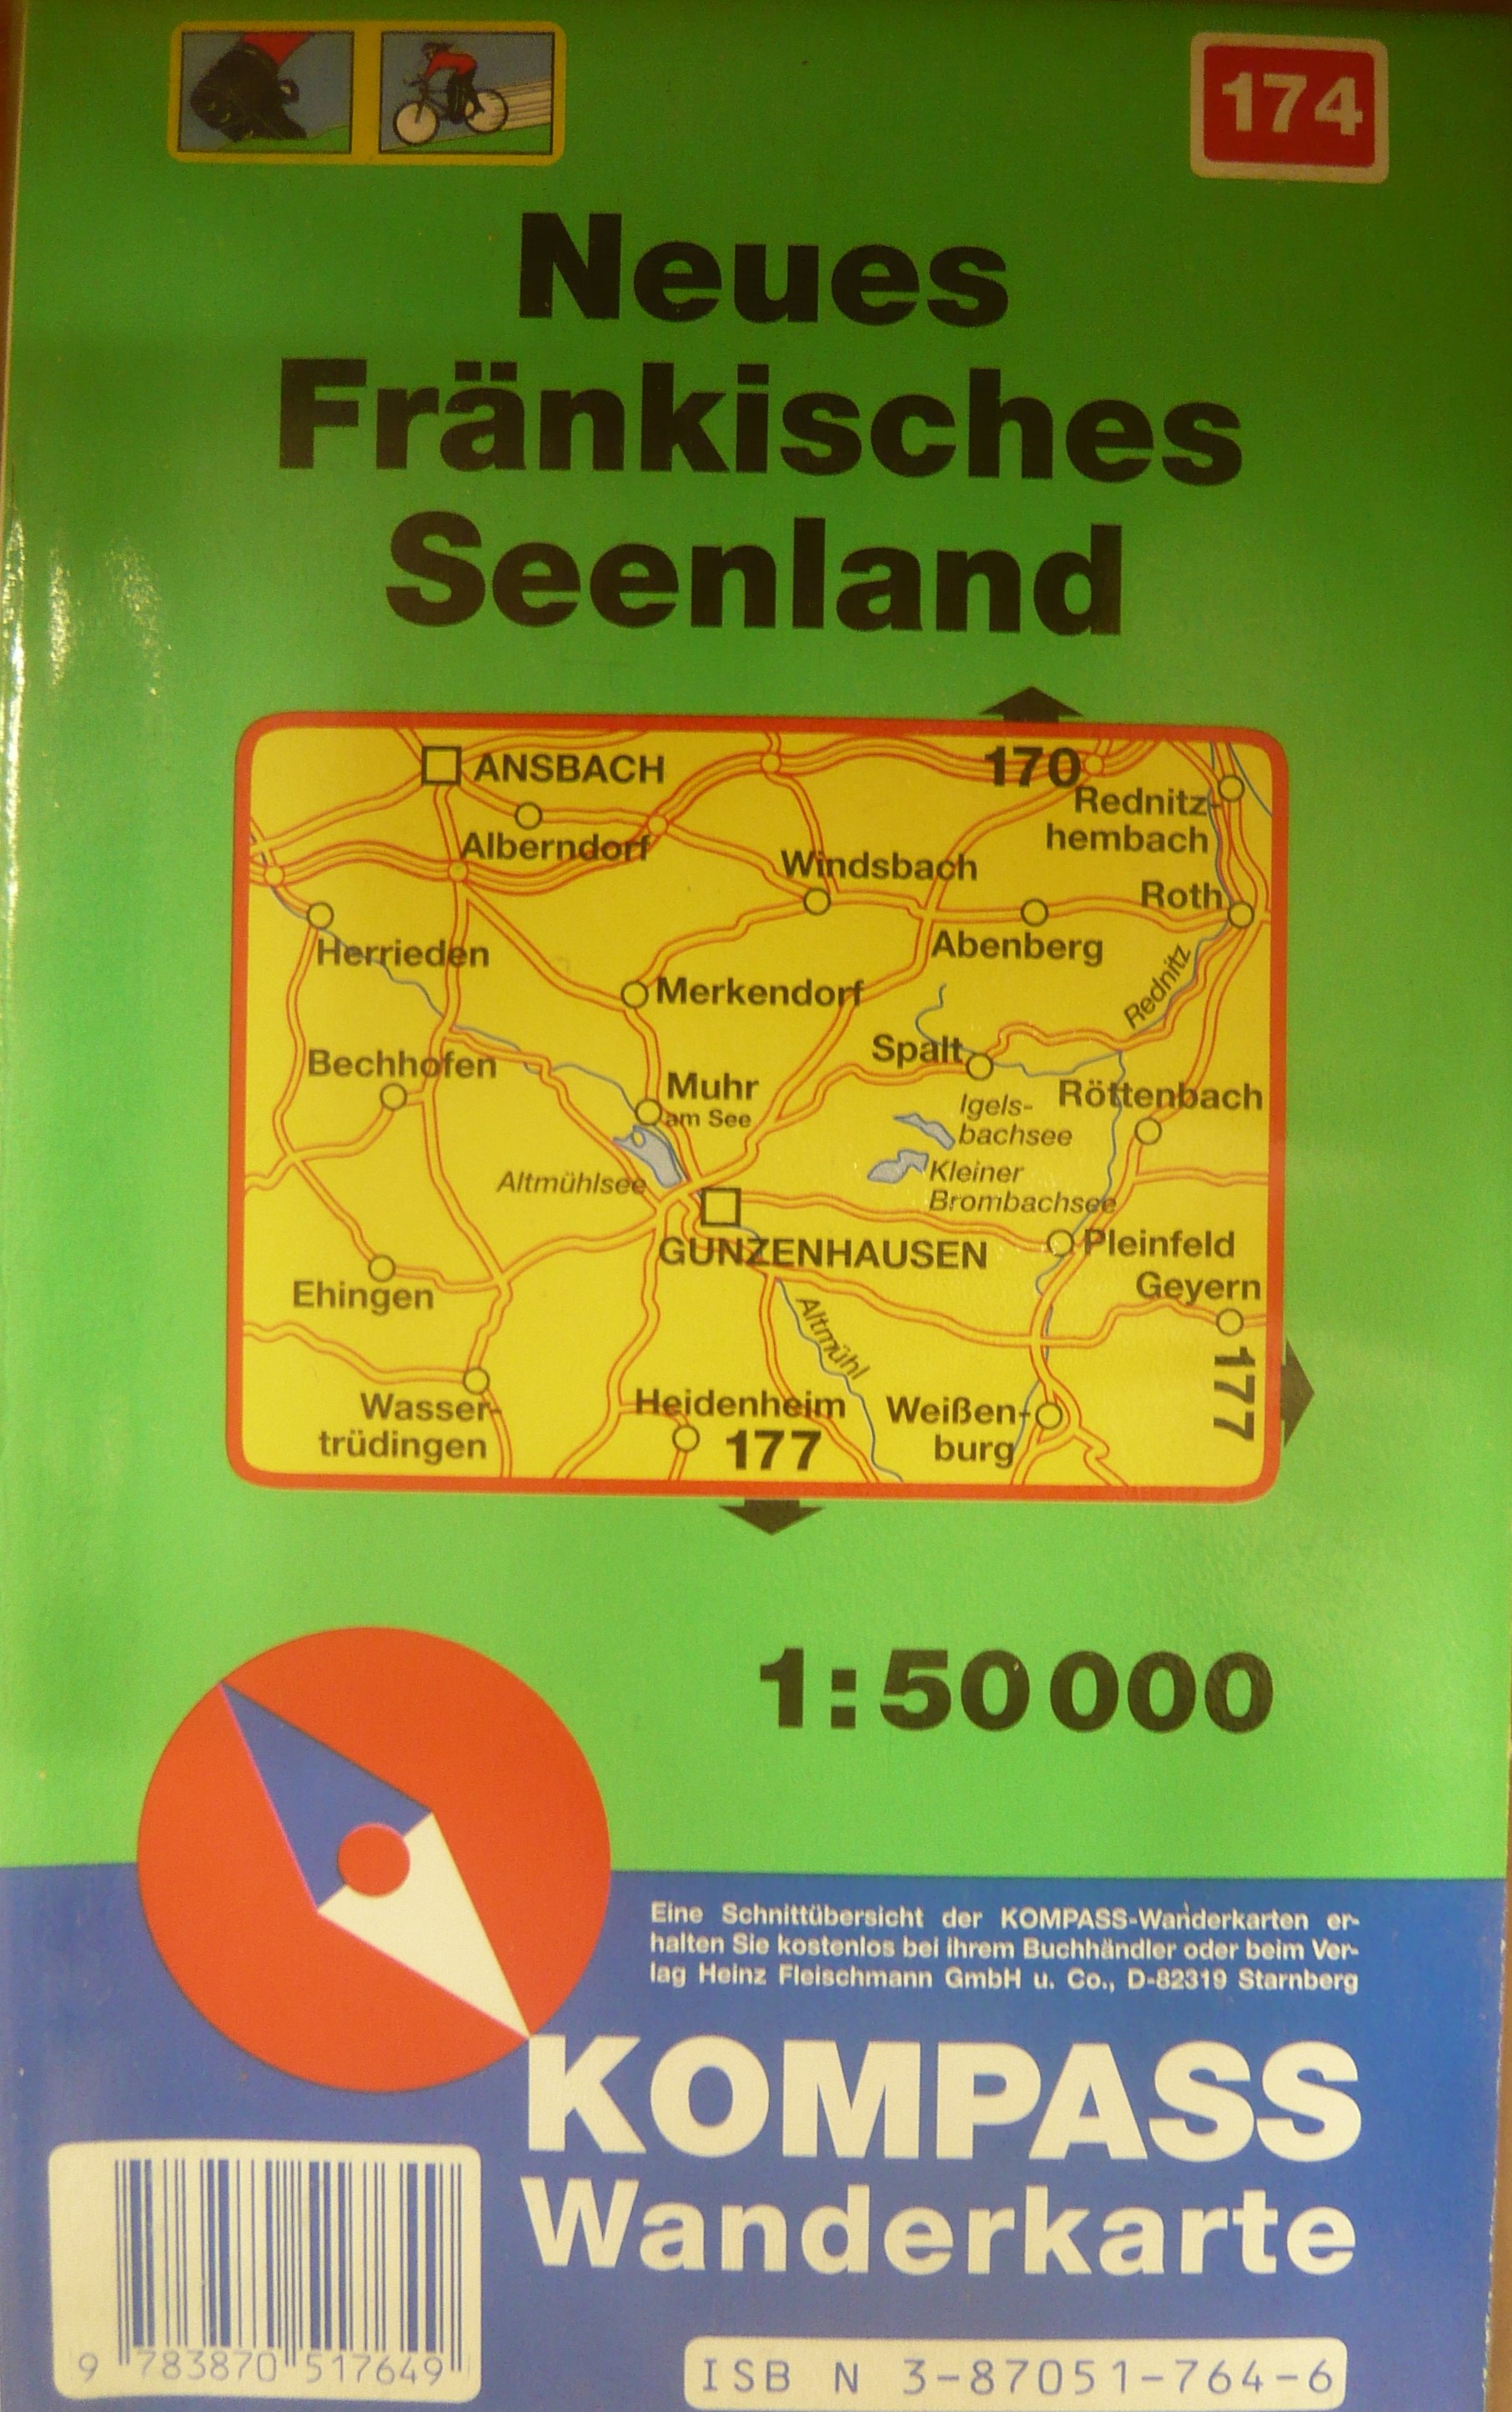 174
Neues
Fränkisches
Seenland
ANSBACH
170
Rednitz-
hembach
Alberndorf
Windsbach
Roth
Herrieden
Abenberg
Rednitz
Merkendorf
Spalt
Bechhofen
Muhr
am See
Igels-
bachsee
Röttenbach
Altmühlsee
Kleiner
Brombachsee
GUNZENHAUSEN
Pleinfeld
Geyern
Ehingen
Altmühl
177
Wasser-
trüdingen
Heidenheim
177
Weißen-
burg
1:50 000
Eine Schnittübersicht der KOMPASS-Wanderkarten er-
halten Sie kostenlos bei ihrem Buchhändler oder beim Ver-
lag Heinz Fleischmann GmbH u. Co., D-82319 Starnberg
KOMPASS
Wanderkarte
9 783870 517649
ISB N 3-87051-764-6